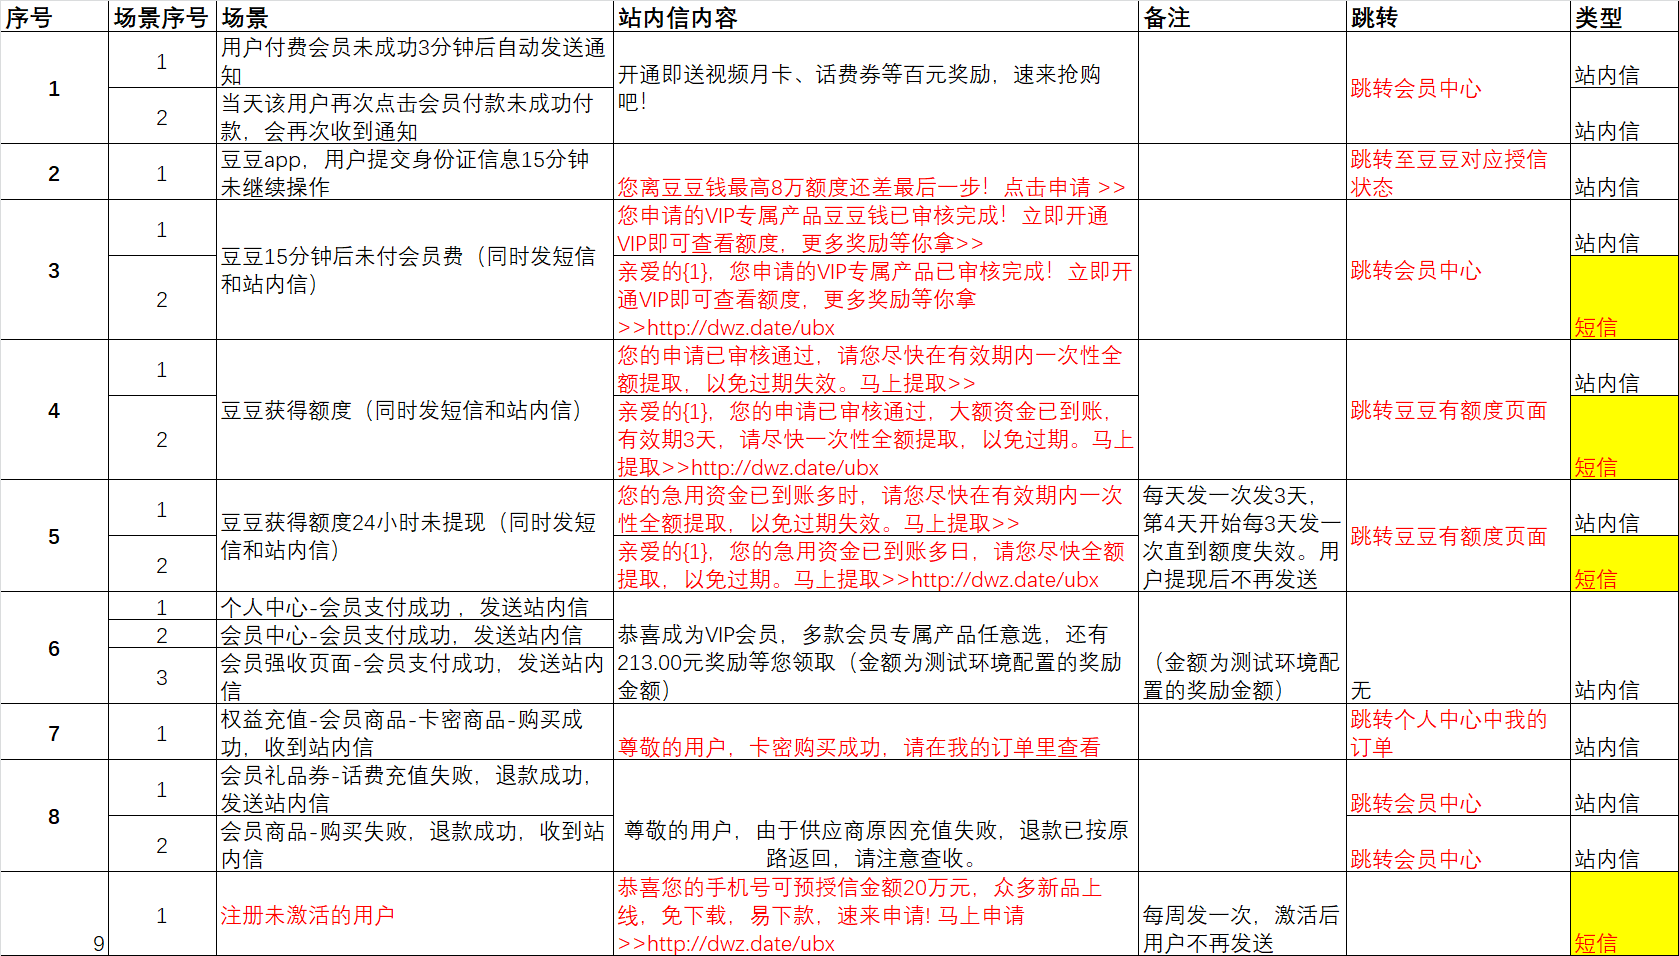 序号 场景序号 场景 站内信内容 备注 跳转 类型
1
1
用户付费会员未成功3分钟后自动发送通
知
开通即送视频月卡、话费券等百元奖励，速来抢购
吧！
跳转会员中心
站内信
2
当天该用户再次点击会员付款未成功付
款，会再次收到通知
站内信
2
1
豆豆app，用户提交身份证信息15分钟
未继续操作
您离豆豆钱最高8万额度还差最后一步！点击申请 >>
跳转至豆豆对应授信
状态
站内信
3
1
豆豆15分钟后未付会员费（同时发短信
和站内信）
您申请的VIP专属产品豆豆钱已审核完成！立即开通
VIP即可查看额度，更多奖励等你拿>>
跳转会员中心
站内信
2
亲爱的{1}，您申请的VIP专属产品已审核完成！立即开
通VIP即可查看额度，更多奖励等你拿
>>http://dwz.date/ubx
短信
4
1
豆豆获得额度（同时发短信和站内信）
您的申请已审核通过，请您尽快在有效期内一次性全
额提取，以免过期失效。马上提取>>
跳转豆豆有额度页面
站内信
2
亲爱的{1}，您的申请已审核通过，大额资金已到账，
有效期3天，请尽快一次性全额提取，以免过期。马上
提取>>http://dwz.date/ubx
短信
5
1
豆豆获得额度24小时未提现（同时发短
信和站内信）
您的急用资金已到账多时，请您尽快在有效期内一次
性全额提取，以免过期失效。马上提取>>
每天发一次发3天，
第4天开始每3天发一
次直到额度失效。用
户提现后不再发送
跳转豆豆有额度页面
站内信
2
亲爱的{1}，您的急用资金已到账多日，请您尽快全额
提取，以免过期。马上提取>>http://dwz.date/ubx
短信
6
1
个人中心-会员支付成功 ，发送站内信
2
会员中心-会员支付成功，发送站内信
3
会员强收页面-会员支付成功，发送站内
信
恭喜成为VIP会员，多款会员专属产品任意选，还有
213.00元奖励等您领取（金额为测试环境配置的奖励
金额）
（金额为测试环境配
置的奖励金额）
无
站内信
7
1
权益充值-会员商品-卡密商品-购买成
功，收到站内信
尊敬的用户，卡密购买成功，请在我的订单里查看
跳转个人中心中我的
订单
站内信
8
1
会员礼品券-话费充值失败，退款成功，
发送站内信
尊敬的用户，由于供应商原因充值失败，退款已按原
路返回，请注意查收。
跳转会员中心
站内信
2
会员商品-购买失败，退款成功，收到站
内信
跳转会员中心
站内信
9
1
注册未激活的用户
恭喜您的手机号可预授信金额20万元，众多新品上
线，免下载，易下款，速来申请! 马上申请
>>http://dwz.date/ubx
每周发一次，激活后
用户不再发送
短信